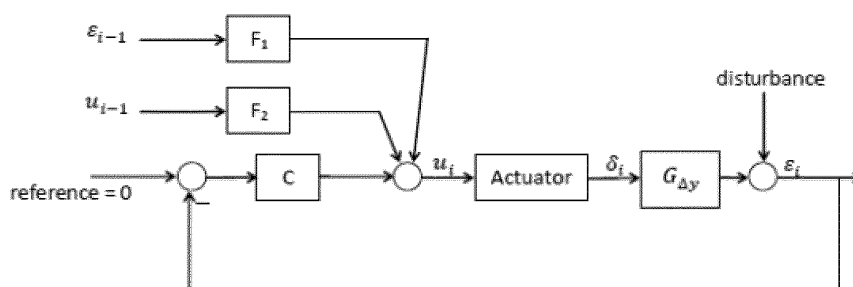 ε_{i−1}
F₁
disturbance
u_{i−1}
F₂
reference = 0
−
C
u_i
Actuator
δ_i
G_{Δy}
ε_i